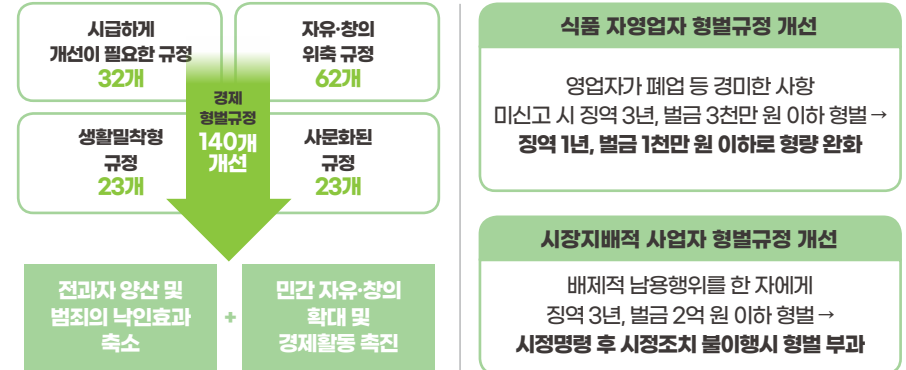 시급하게
개선이 필요한 규정
32개
자유·창의
위축 규정
62개
경제
형벌규정
140개
개선
생활밀착형
규정
23개
사문화된
규정
23개
전과자 양산 및
범죄의 낙인효과
축소
+
민간 자유·창의
확대 및
경제활동 촉진
식품 자영업자 형벌규정 개선
영업자가 폐업 등 경미한 사항
미신고 시 징역 3년, 벌금 3천만 원 이하 형벌 →
징역 1년, 벌금 1천만 원 이하로 형량 완화
시장지배적 사업자 형벌규정 개선
배제적 남용행위를 한 자에게
징역 3년, 벌금 2억 원 이하 형벌 →
시정명령 후 시정조치 불이행시 형벌 부과